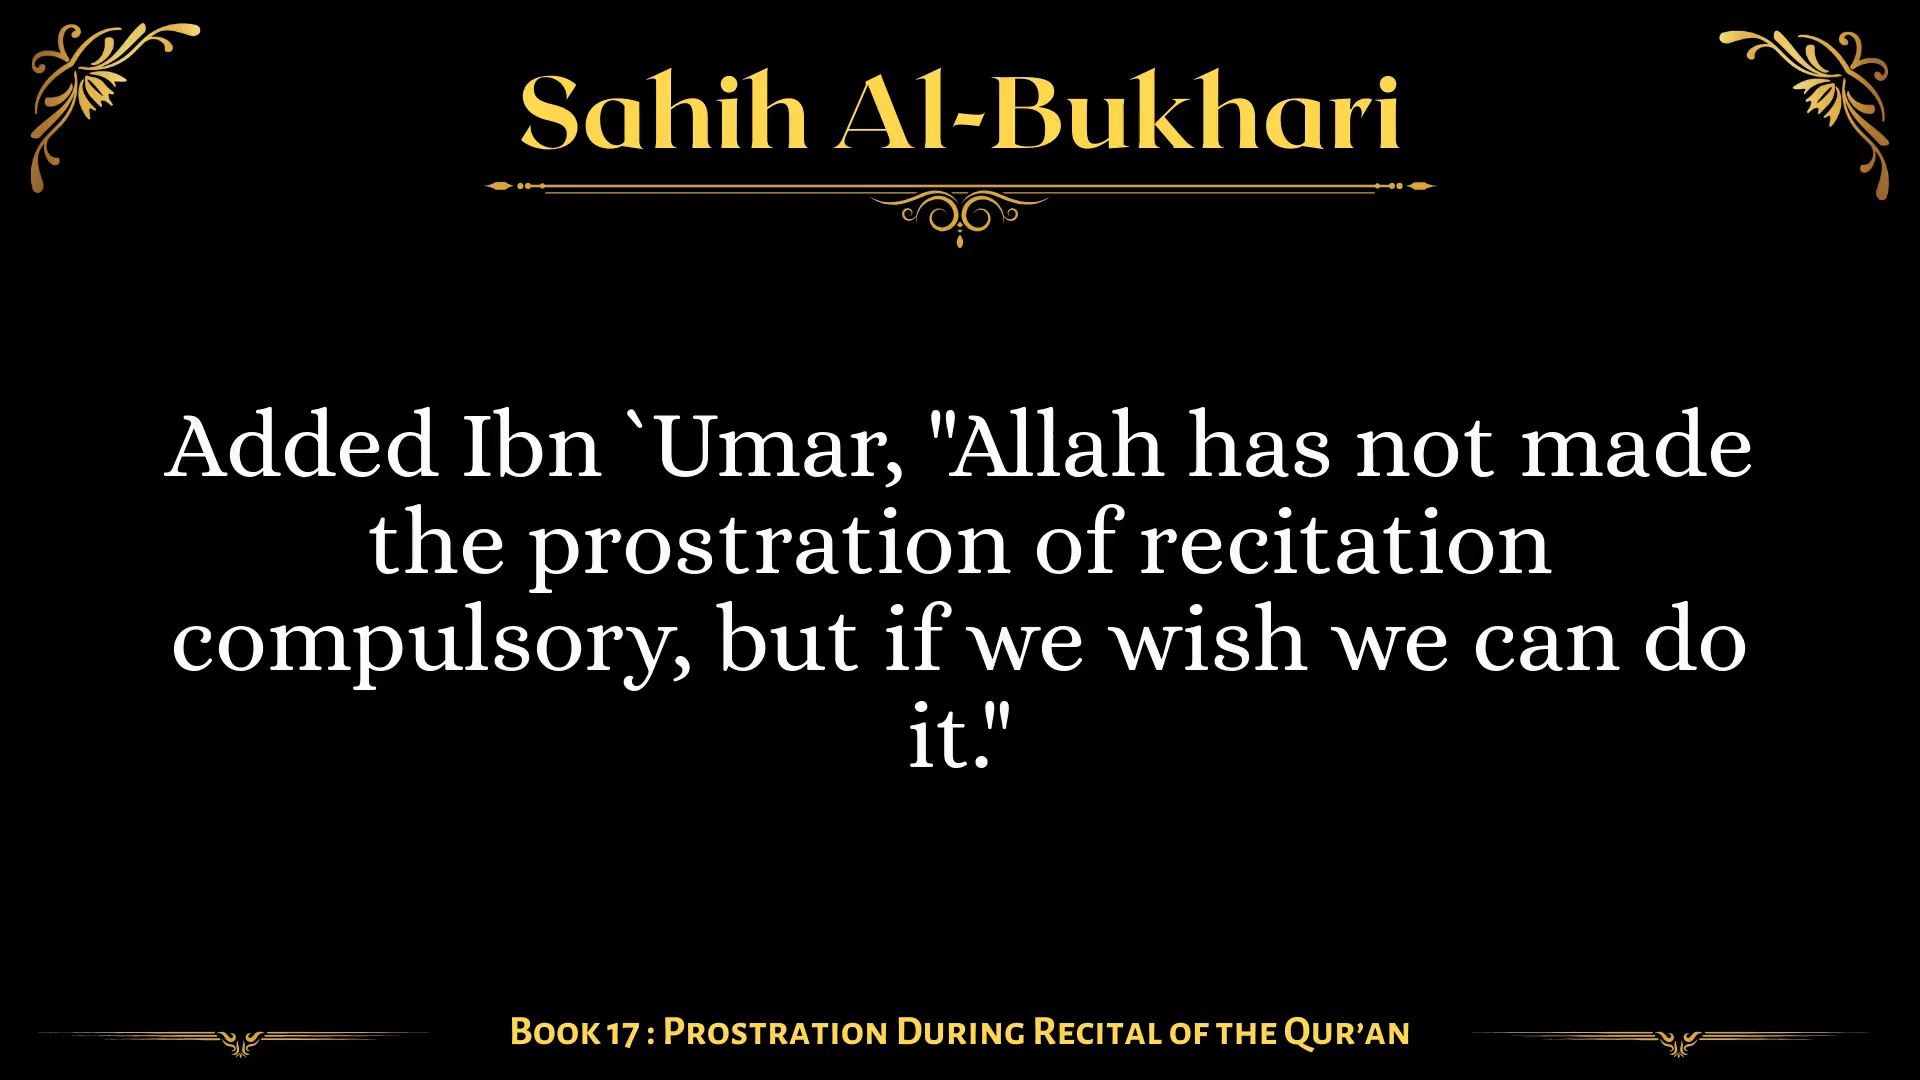 Sahih Al-Bukhari
Added Ibn `Umar, "Allah has not made
the prostration of recitation
compulsory, but if we wish we can do
it."
Book 17 : Prostration During Recital of the Qur’an